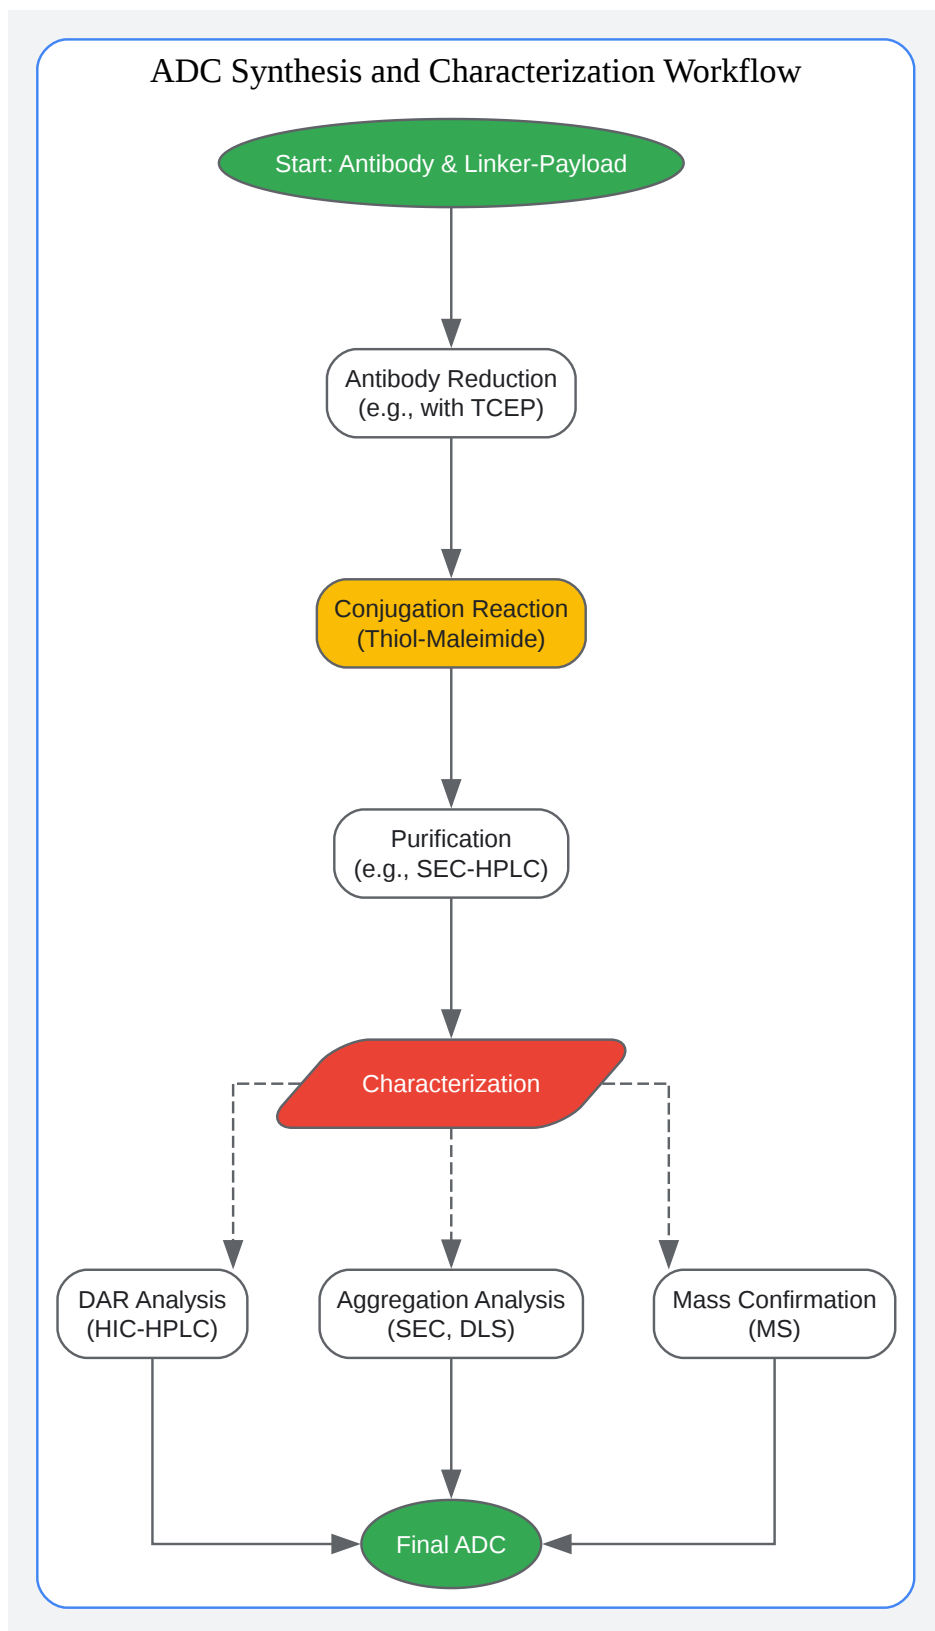 ADC Synthesis and Characterization Workflow
Start: Antibody & Linker-Payload
Antibody Reduction
(e.g., with TCEP)
Conjugation Reaction
(Thiol-Maleimide)
Purification
(e.g., SEC-HPLC)
Characterization
DAR Analysis
(HIC-HPLC)
Aggregation Analysis
(SEC, DLS)
Mass Confirmation
(MS)
Final ADC